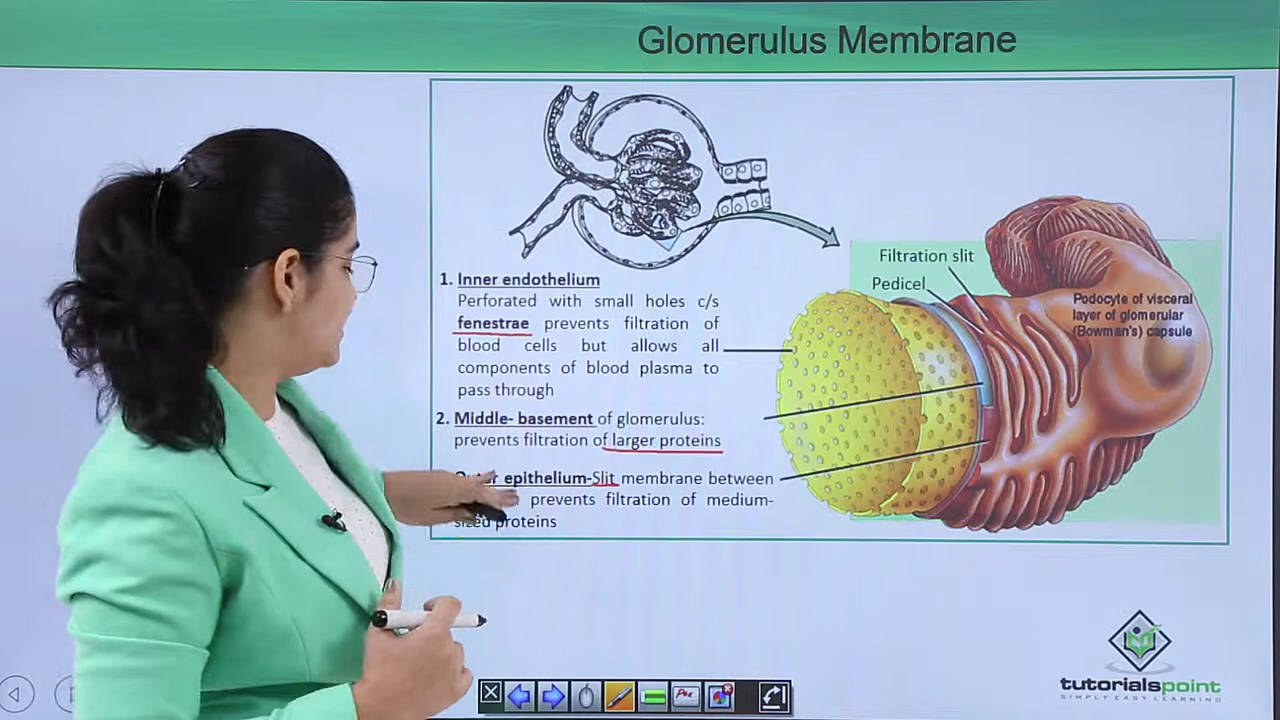 Glomerulus Membrane
1. Inner endothelium
Perforated with small holes c/s
fenestrae prevents filtration of
blood cells but allows all
components of blood plasma to
pass through
2. Middle- basement of glomerulus:
prevents filtration of larger proteins
epithelium-Slit membrane between
prevents filtration of medium-
sized proteins
Filtration slit
Pedicel
Podocyte of visceral
layer of glomerular
(Bowman's) capsule
tutorialspoint
SIMPLY EASY LEARNING